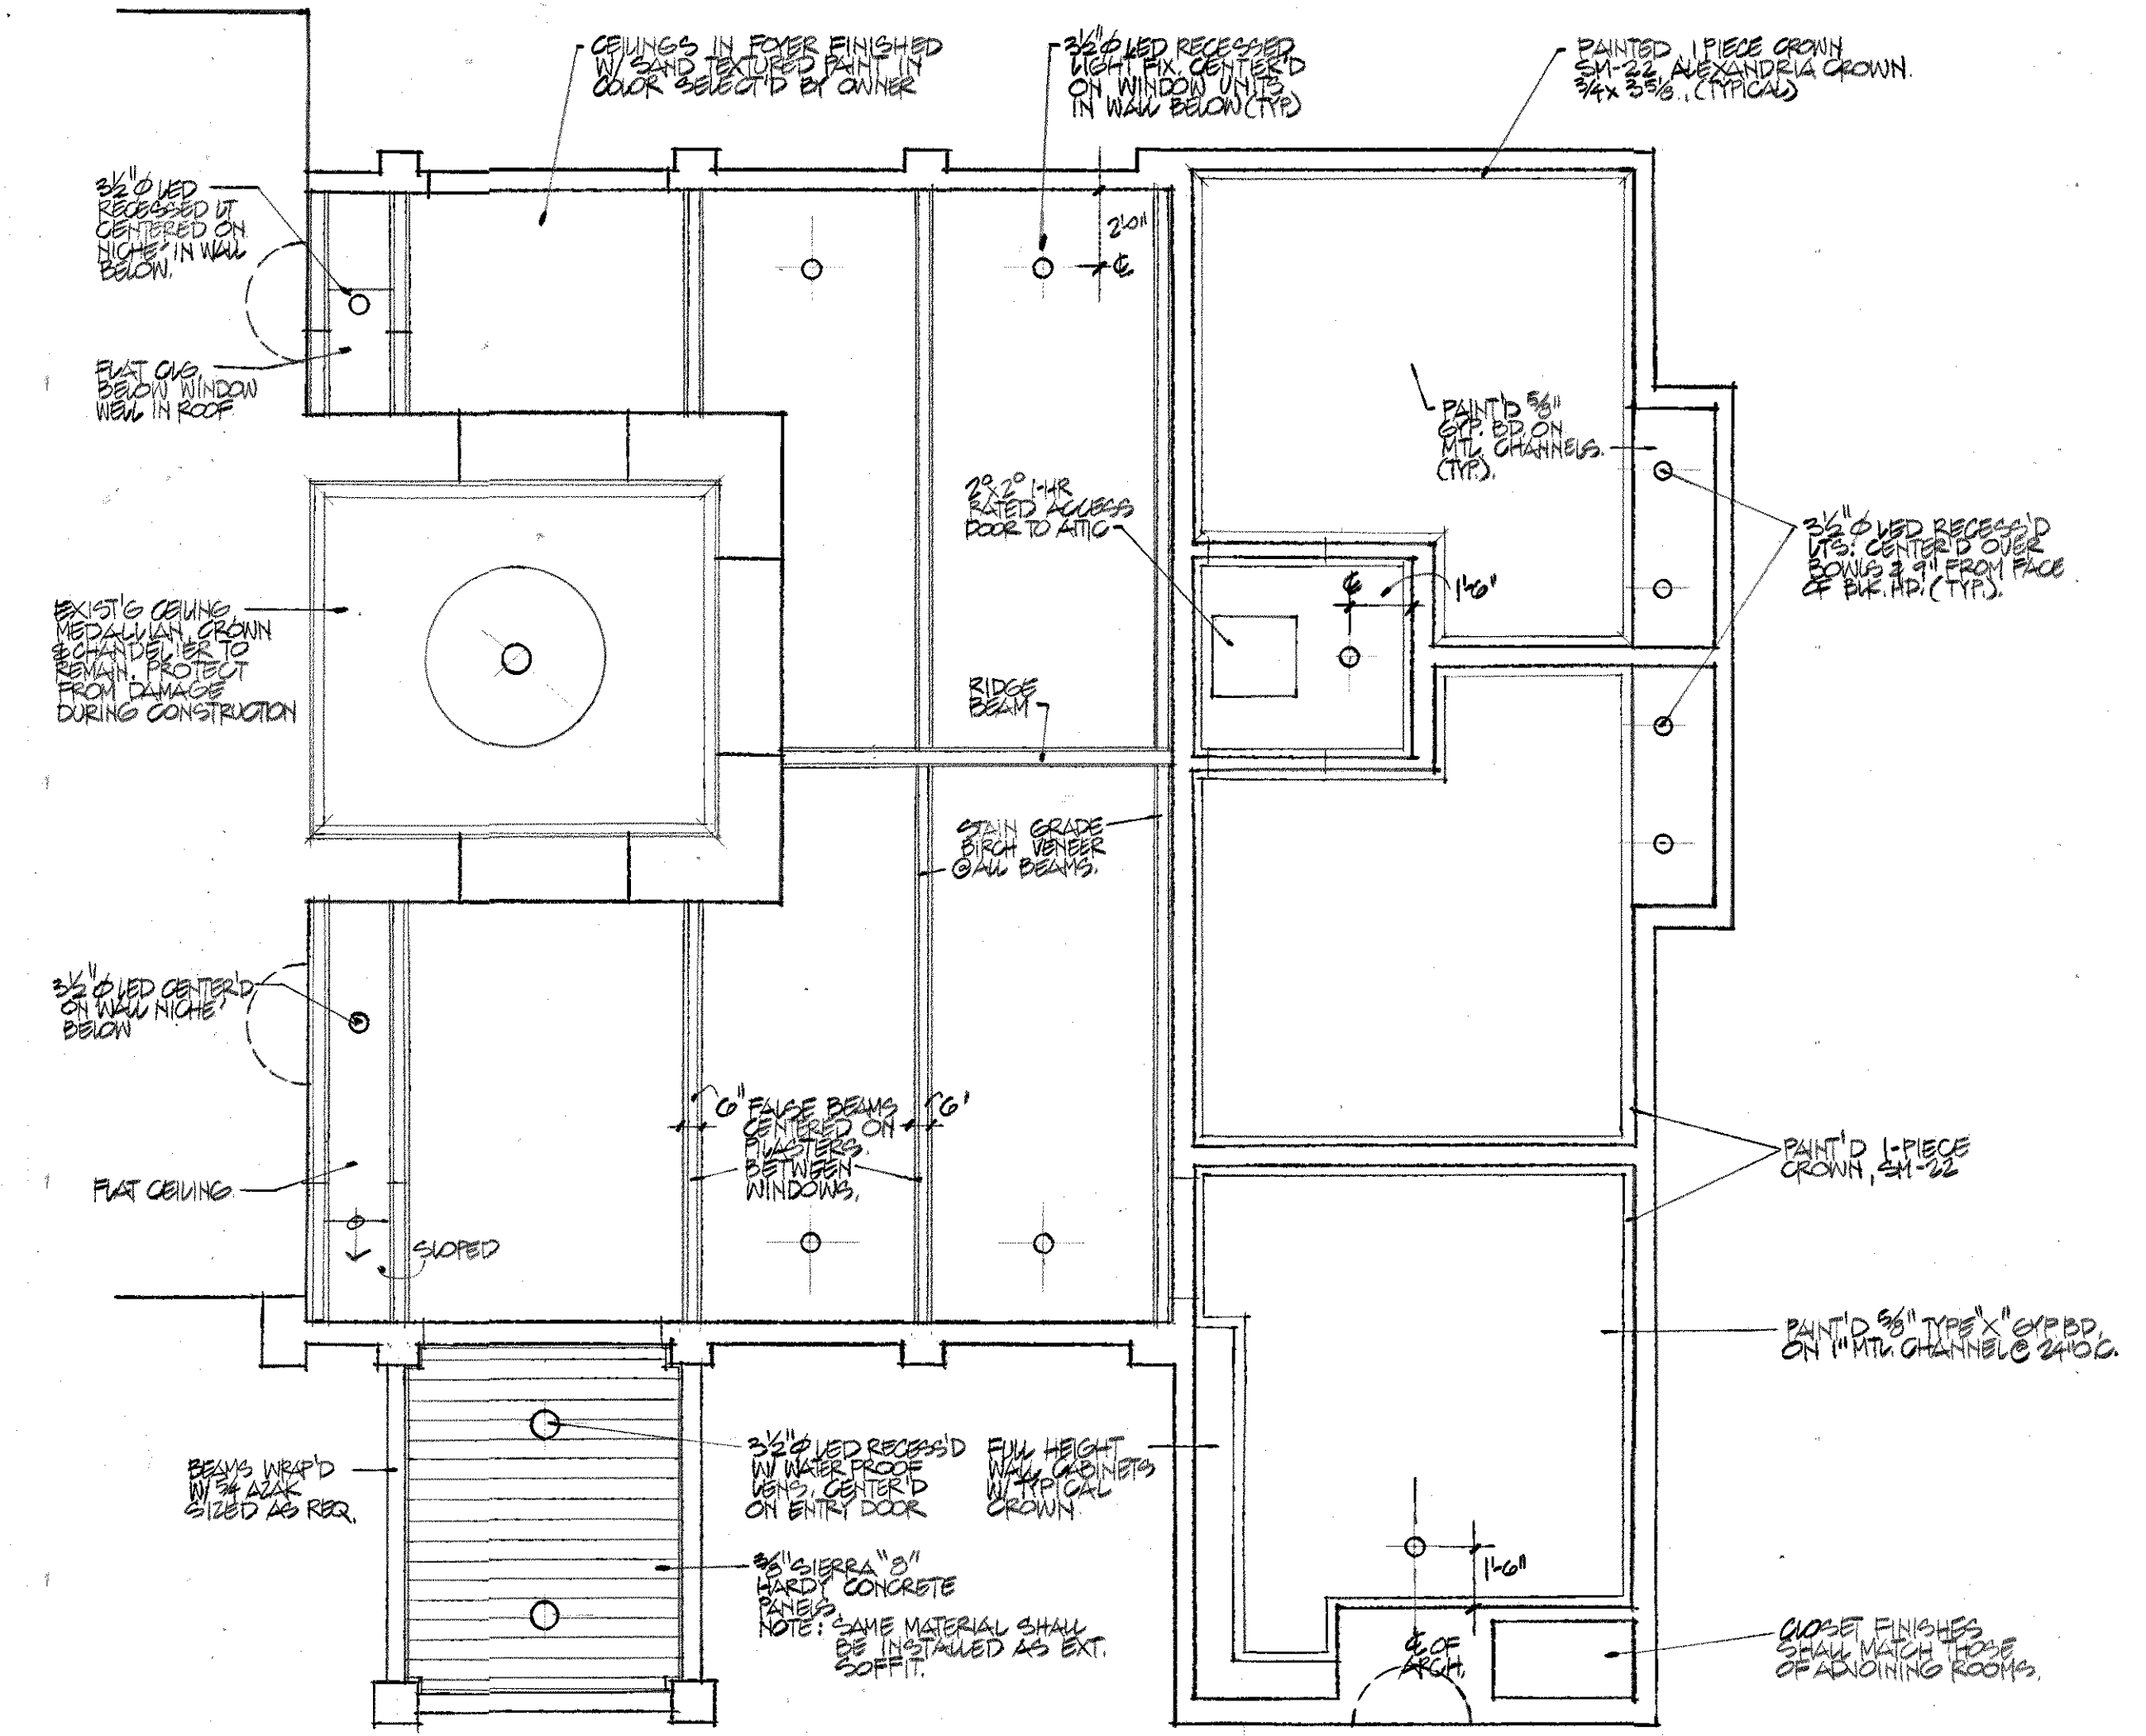 CEILINGS IN FOYER FINISHED
W/ SAND TEXTURED PAINT IN
COLOR SELECT'D BY OWNER
3½"Ø LED RECESSED
LIGHT FIX. CENTER'D
ON WINDOW UNITS
IN WALL BELOW (TYP.)
PAINTED, 1 PIECE CROWN
SM-22 ALEXANDRIA CROWN.
3/4 x 3 5/8, (TYPICAL)
3½"Ø LED
RECESSED LT
CENTERED ON
NICHE IN WALL
BELOW.
2'-0"
℄
FLAT CLG.
BELOW WINDOW
WELL IN ROOF
PAINT'D 5/8"
GYP. BD. ON
MTL. CHANNELS.
(TYP.).
2⁰x2⁰ 1-HR
RATED ACCESS
DOOR TO ATTIC
3½"Ø LED RECESS'D
LTS. CENTER'D OVER
BOWLS & 9" FROM FACE
OF BLK. HD. (TYP.).
℄
1'-6"
EXIST'G CEILING
MEDALLIAN, CROWN
& CHANDELIER TO
REMAIN. PROTECT
FROM DAMAGE
DURING CONSTRUCTION
RIDGE
BEAM
STAIN GRADE
BIRCH VENEER
@ ALL BEAMS.
3½"Ø LED CENTER'D
ON WALL NICHE
BELOW
6" FALSE BEAMS
CENTERED ON
PILASTERS
BETWEEN
WINDOWS.
6'
PAINT'D 1-PIECE
CROWN, SM-22
FLAT CEILING
SLOPED
PAINT'D 5/8" TYPE "X" GYP BD.
ON 1" MTL. CHANNEL @ 24" O.C.
BEAMS WRAP'D
W/ 5/4 AZAK
SIZED AS REQ.
3½"Ø LED RECESS'D
W/ WATER PROOF
LENS, CENTER'D
ON ENTRY DOOR
FULL HEIGHT
WALL CABINETS
W/ TYPICAL
CROWN
3/8" SIERRA "8"
HARDY CONCRETE
PANELS.
NOTE: SAME MATERIAL SHALL
BE INSTALLED AS EXT.
SOFFIT.
1'-6"
℄ OF
ARCH.
CLOSET FINISHES
SHALL MATCH THOSE
OF ADJOINING ROOMS.